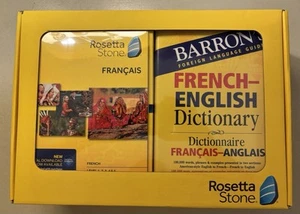 Rosetta
Stone
FRANÇAIS
NEW
FRENCH
BARRON'S
FOREIGN LANGUAGE GUIDES
FRENCH–
ENGLISH
Dictionary
Dictionnaire
FRANÇAIS–ANGLAIS
Rosetta
Stone